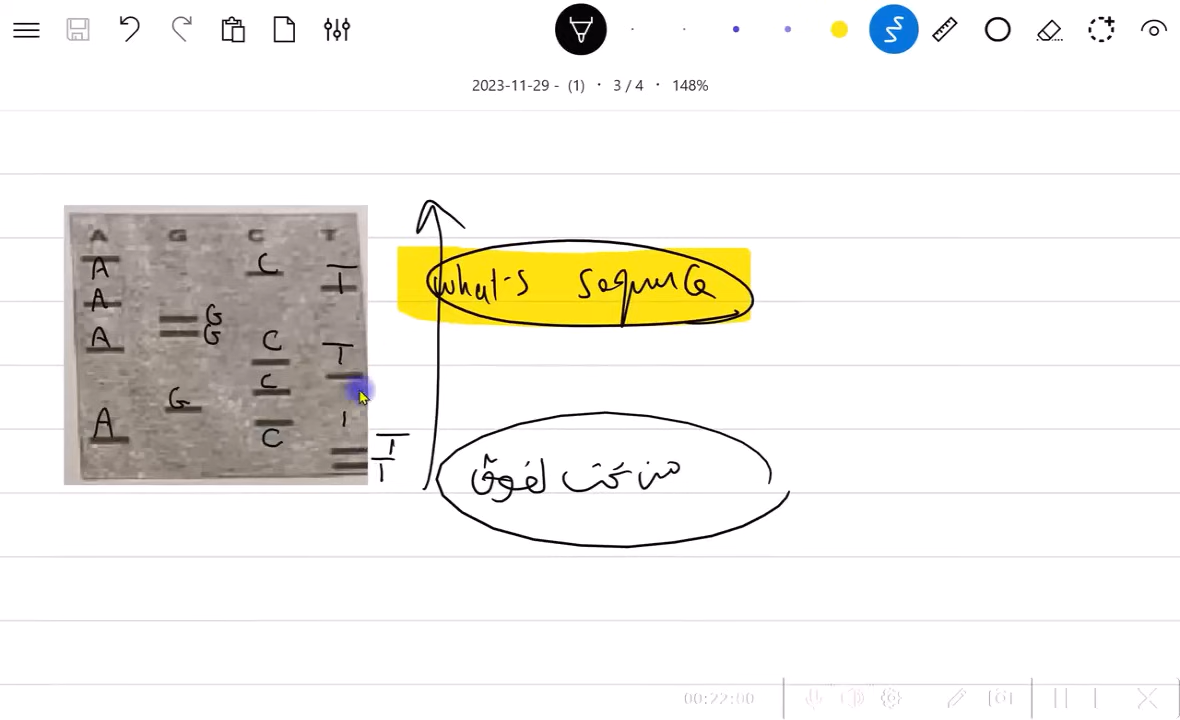 2023-11-29 - (1) • 3 / 4 • 148%
A G C T
A C T
A
G
G
A C T
C
G
A C
T
T
what's sequence
من تحت لفوق
00:22:00